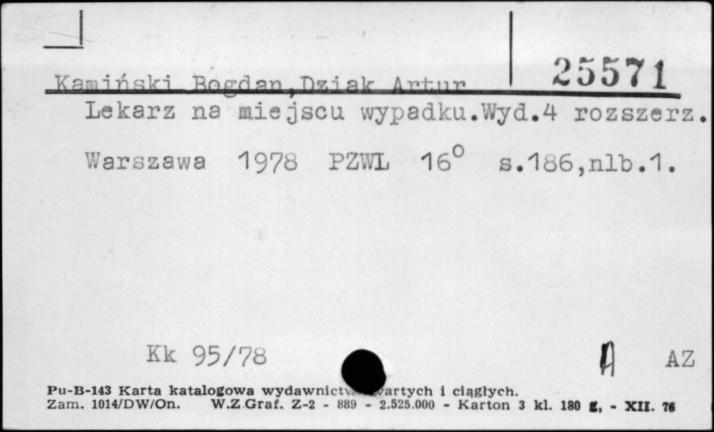 25571
Kamiński Bogdan,Dziak Artur
Lekarz na miejscu wypadku.Wyd.4 rozszerz.
Warszawa 1978 PZWL 16° s.186,nlb.1.
Kk 95/78 A AZ
Pu-B-143 Karta katalogowa wydawnict artych i ciągłych.
Zam. 1014/DW/On. W.Z Graf. Z-2 - 889 - 2.525.000 - Karton 3 kl. 180 g, - XII. 76